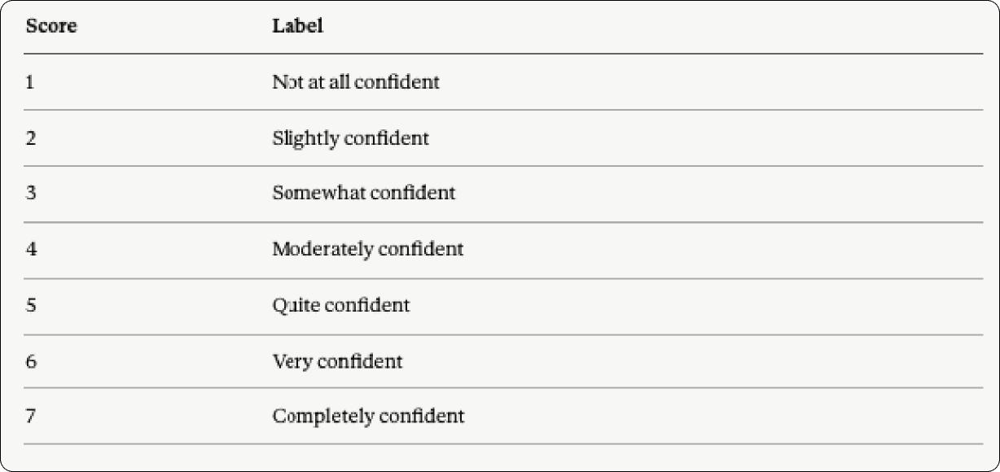 Score Label
1 Not at all confident
2 Slightly confident
3 Somewhat confident
4 Moderately confident
5 Quite confident
6 Very confident
7 Completely confident